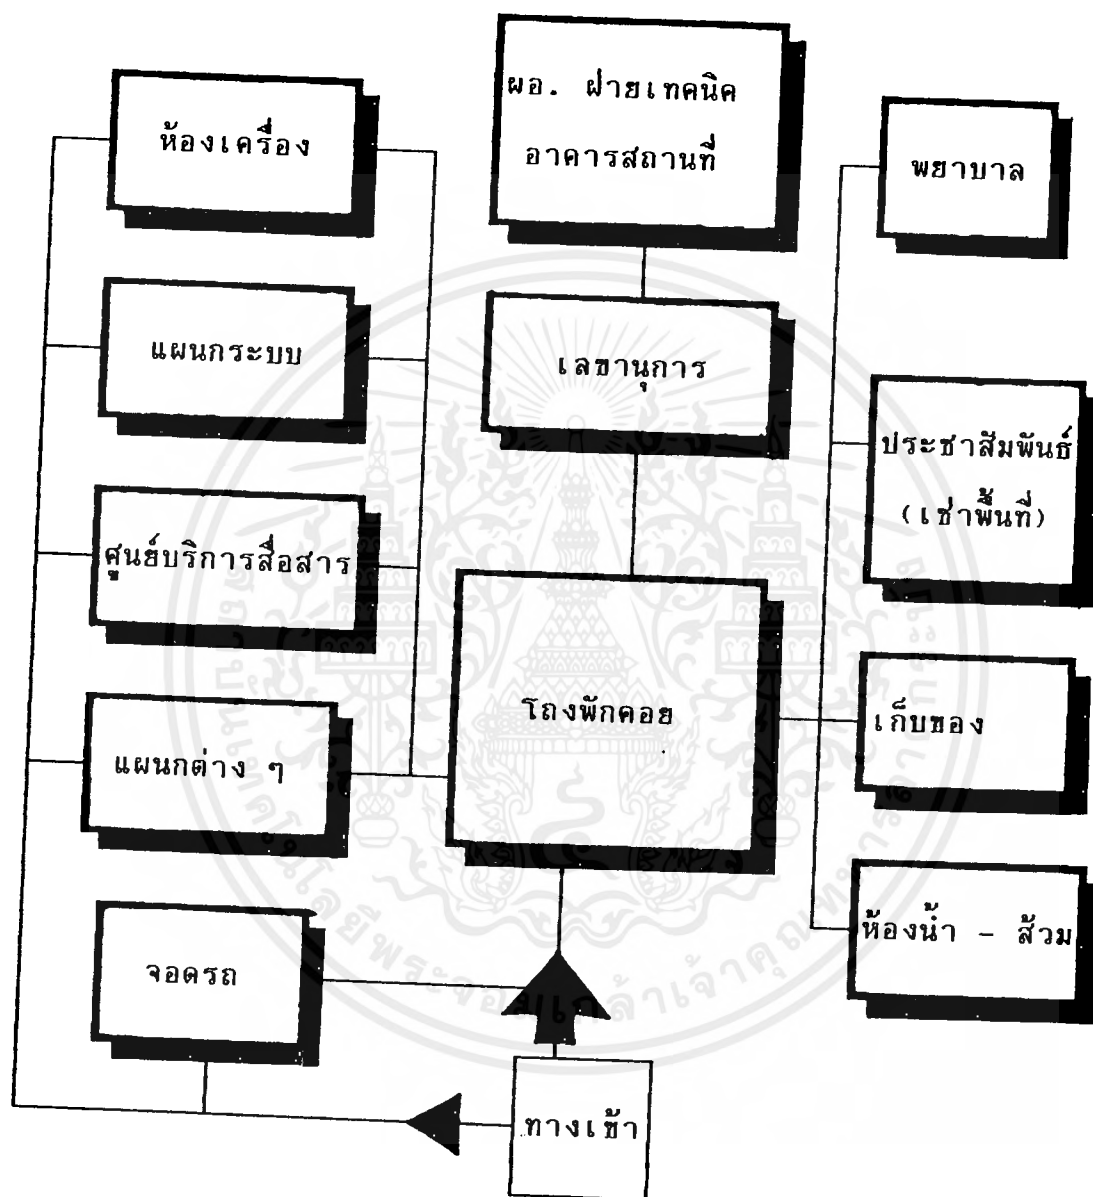 ผอ. ฝ่ายเทคนิค
อาคารสถานที่
ห้องเครื่อง
พยาบาล
แผนกระบบ
เลขานุการ
ประชาสัมพันธ์
(เช่าพื้นที่)
ศูนย์บริการสื่อสาร
โถงพักคอย
เก็บของ
แผนกต่าง ๆ
ห้องน้ำ - ส้วม
จอดรถ
ทางเข้า